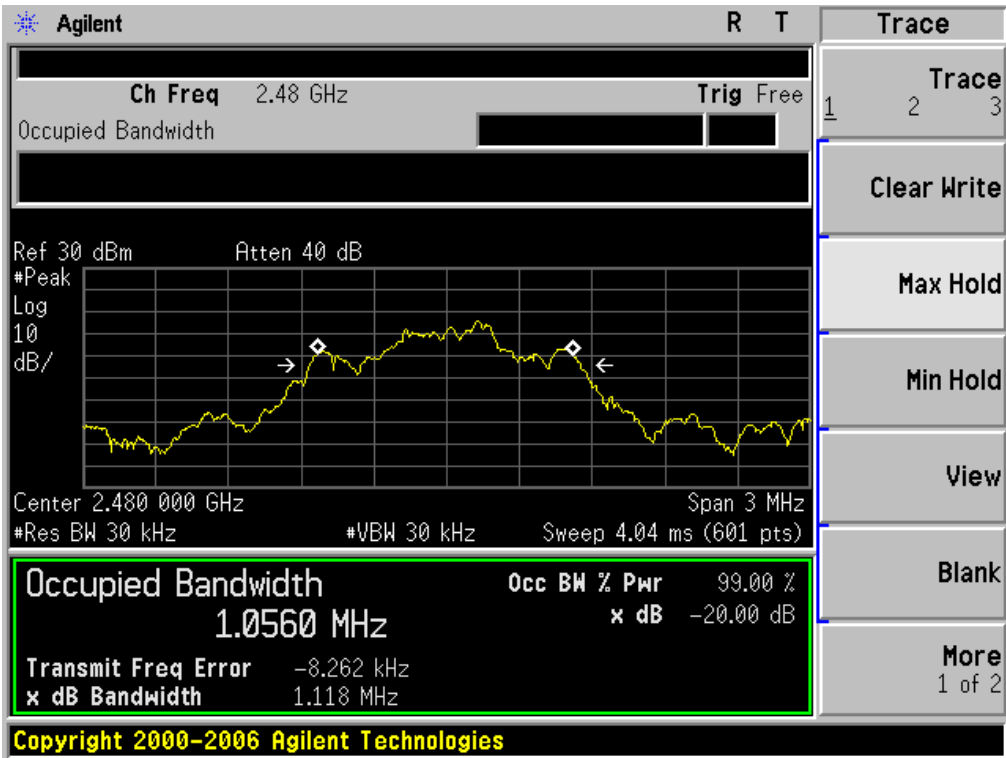 Agilent R T
Ch Freq 2.48 GHz Trig Free
Occupied Bandwidth
Ref 30 dBm Atten 40 dB
#Peak
Log
10
dB/
Center 2.480 000 GHz Span 3 MHz
#Res BW 30 kHz #VBW 30 kHz Sweep 4.04 ms (601 pts)
Occupied Bandwidth
1.0560 MHz
Occ BW % Pwr 99.00 %
x dB -20.00 dB
Transmit Freq Error -8.262 kHz
x dB Bandwidth 1.118 MHz
Copyright 2000-2006 Agilent Technologies
Trace
Trace
1 2 3
Clear Write
Max Hold
Min Hold
View
Blank
More
1 of 2